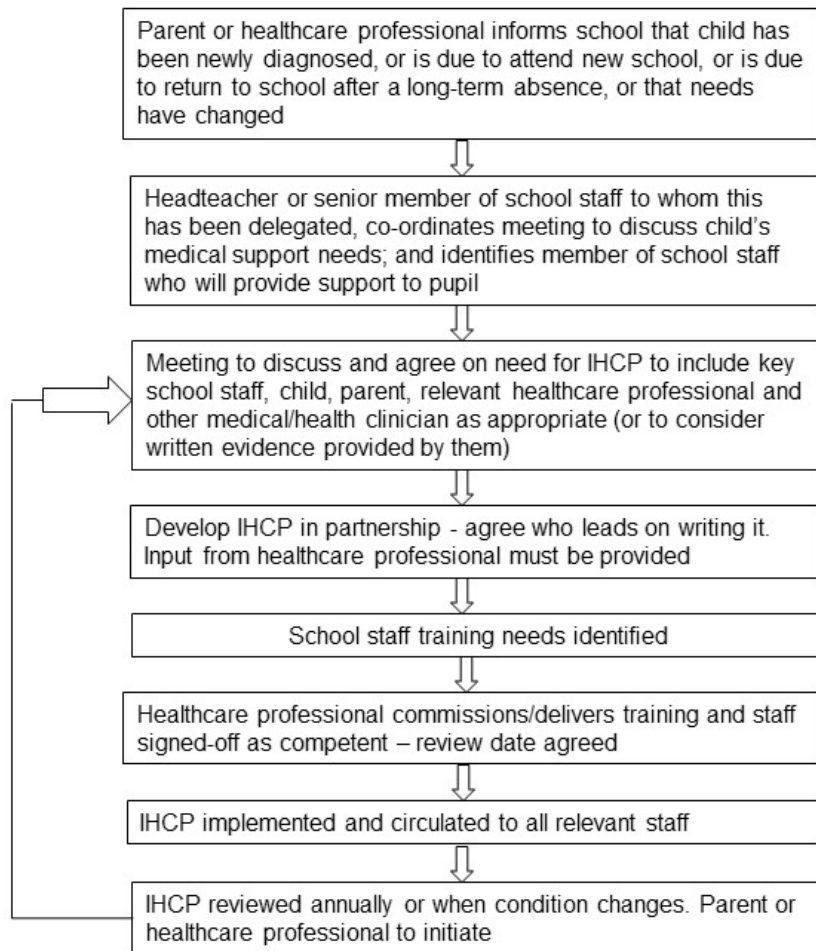 Parent or healthcare professional informs school that child has
been newly diagnosed, or is due to attend new school, or is due
to return to school after a long-term absence, or that needs
have changed
Headteacher or senior member of school staff to whom this
has been delegated, co-ordinates meeting to discuss child's
medical support needs; and identifies member of school staff
who will provide support to pupil
Meeting to discuss and agree on need for IHCP to include key
school staff, child, parent, relevant healthcare professional and
other medical/health clinician as appropriate (or to consider
written evidence provided by them)
Develop IHCP in partnership - agree who leads on writing it.
Input from healthcare professional must be provided
School staff training needs identified
Healthcare professional commissions/delivers training and staff
signed-off as competent – review date agreed
IHCP implemented and circulated to all relevant staff
IHCP reviewed annually or when condition changes. Parent or
healthcare professional to initiate